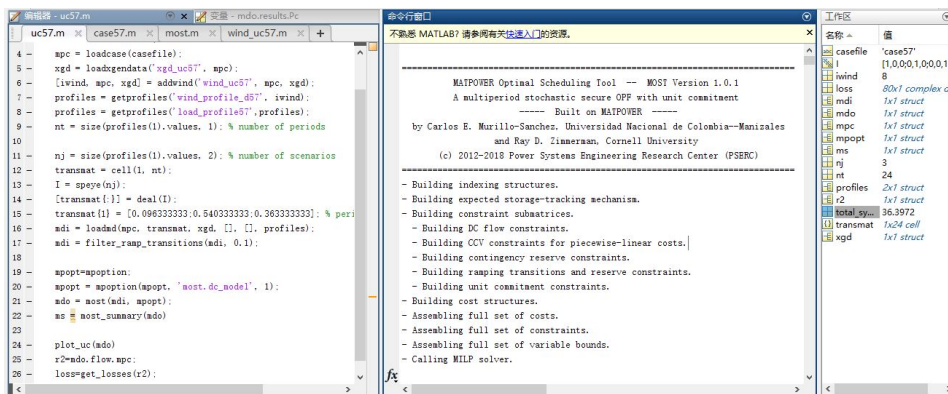 编辑器 - uc57.m
变量 - mdo.results.Pc
uc57.m × case57.m × most.m × wind_uc57.m × +
4 - mpc = loadcase(casefile);
5 - xgd = loadxgendata('xgd_uc57', mpc);
6 - [iwind, mpc, xgd] = addwind('wind_uc57', mpc, xgd);
7 - profiles = getprofiles('wind_profile_d57', iwind);
8 - profiles = getprofiles('load_profile57',profiles);
9 - nt = size(profiles(1).values, 1); % number of periods
10
11 - nj = size(profiles(1).values, 2); % number of scenarios
12 - transmat = cell(1, nt);
13 - I = speye(nj);
14 - [transmat{:}] = deal(I);
15 - transmat{1} = [0.096333333;0.540333333;0.363333333]; % peri
16 - mdi = loadmd(mpc, transmat, xgd, [], [], profiles);
17 - mdi = filter_ramp_transitions(mdi, 0.1);
18
19 - mpopt=mpoption;
20 - mpopt = mpoption(mpopt, 'most.dc_model', 1);
21 - mdo = most(mdi, mpopt);
22 - ms = most_summary(mdo)
23
24 - plot_uc(mdo)
25 - r2=mdo.flow.mpc;
26 - loss=get_losses(r2);
命令行窗口
不熟悉 MATLAB? 请参阅有关快速入门的资源。 ×
=============================================================================
MATPOWER Optimal Scheduling Tool -- MOST Version 1.0.1
A multiperiod stochastic secure OPF with unit commitment
----- Built on MATPOWER -----
by Carlos E. Murillo-Sanchez, Universidad Nacional de Colombia--Manizales
and Ray D. Zimmerman, Cornell University
(c) 2012-2018 Power Systems Engineering Research Center (PSERC)
=============================================================================
- Building indexing structures.
- Building expected storage-tracking mechanism.
- Building constraint submatrices.
- Building DC flow constraints.
- Building CCV constraints for piecewise-linear costs.
- Building contingency reserve constraints.
- Building ramping transitions and reserve constraints.
- Building unit commitment constraints.
- Building cost structures.
- Assembling full set of costs.
- Assembling full set of constraints.
- Assembling full set of variable bounds.
- Calling MILP solver.
fx
工作区
名称 值
casefile 'case57'
I [1,0,0;0,1,0;0,0,1
iwind 8
loss 80x1 complex d
mdi 1x1 struct
mdo 1x1 struct
mpc 1x1 struct
mpopt 1x1 struct
ms 1x1 struct
nj 3
nt 24
profiles 2x1 struct
r2 1x1 struct
total_sy... 36.3972
transmat 1x24 cell
xgd 1x1 struct